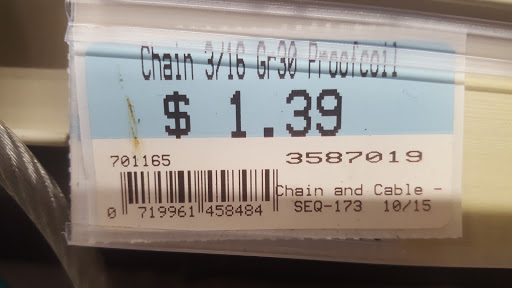 Chain 3/16 Gr30 Proofcoil
$ 1.39
701165 3587019
Chain and Cable -
0 719961 458484 SEQ-173 10/15